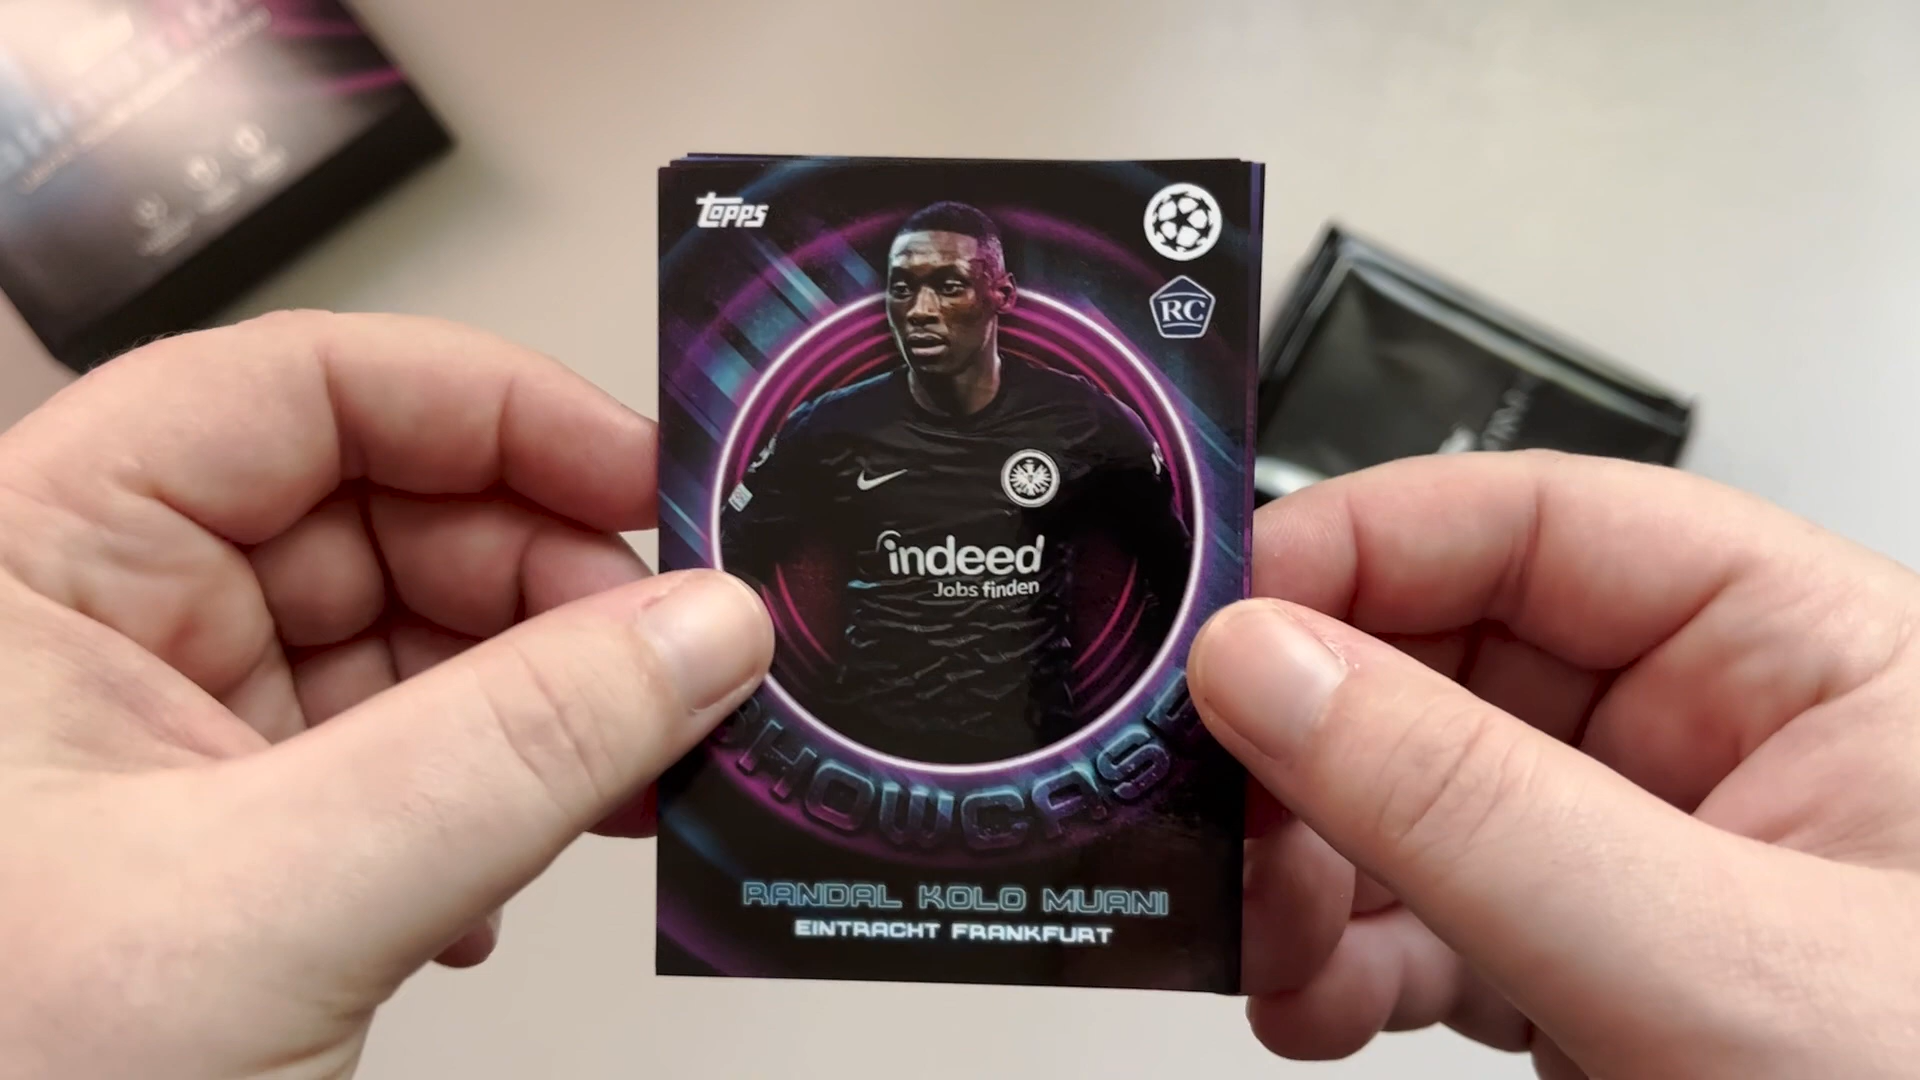 topps
RC
indeed
Jobs finden
SHOWCASE
RANDAL KOLO MUANI
EINTRACHT FRANKFURT